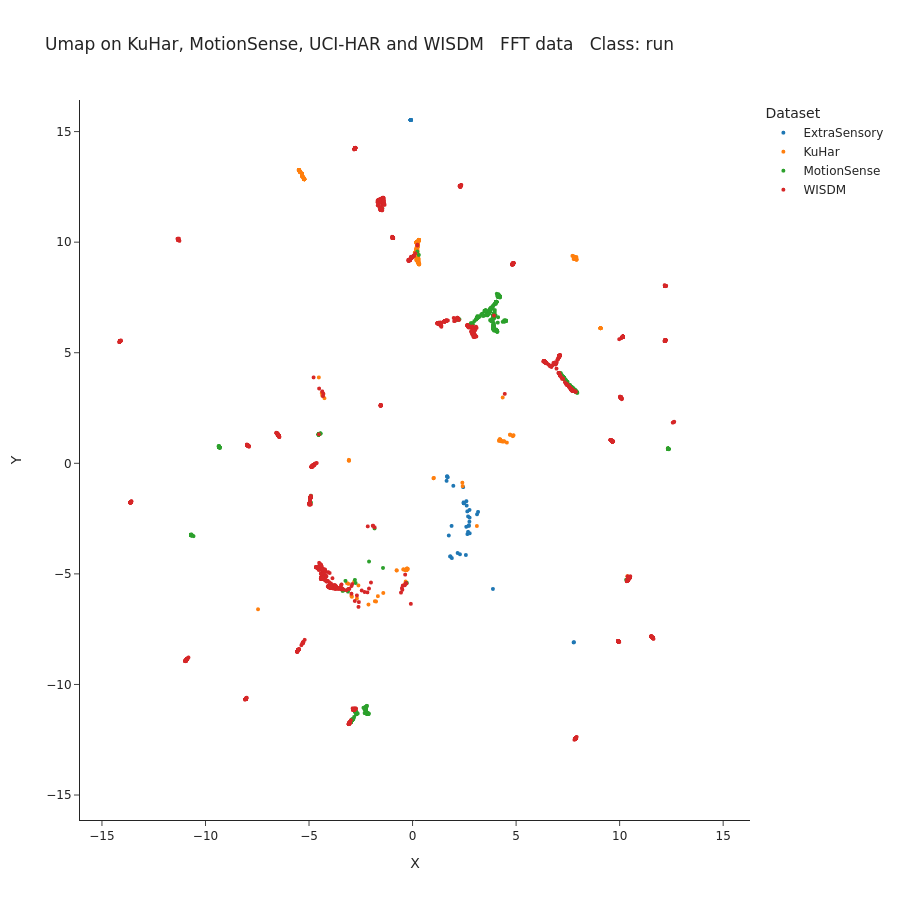 Umap on KuHar, MotionSense, UCI-HAR and WISDM   FFT data   Class: run
Dataset
ExtraSensory
KuHar
MotionSense
WISDM
15
10
5
0
−5
−10
−15
Y
−15
−10
−5
0
5
10
15
X